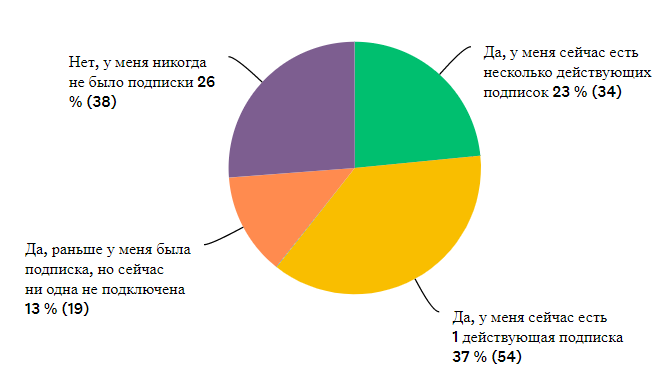 Нет, у меня никогда
не было подписки 26
% (38)
Да, у меня сейчас есть
несколько действующих
подписок 23 % (34)
Да, раньше у меня была
подписка, но сейчас
ни одна не подключена
13 % (19)
Да, у меня сейчас есть
1 действующая подписка
37 % (54)